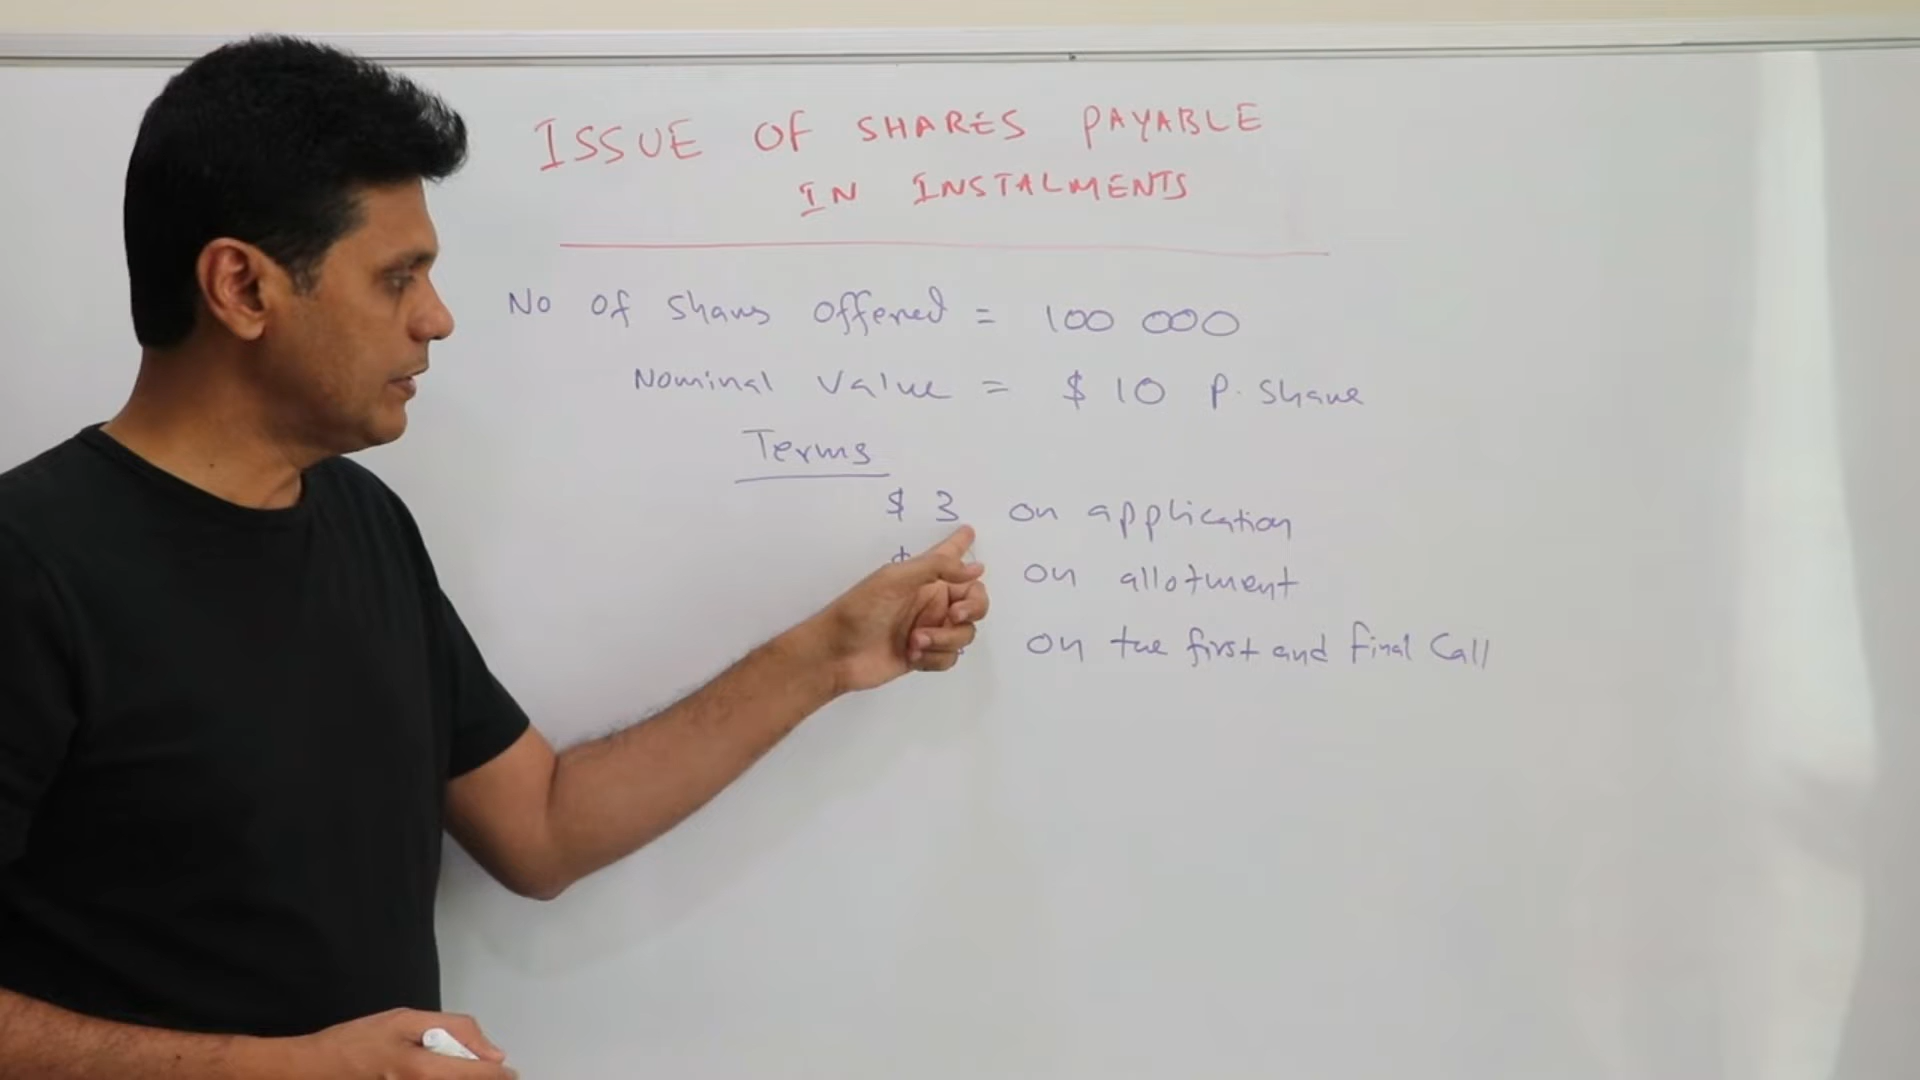 ISSUE OF SHARES PAYABLE
IN INSTALMENTS
No of Shares Offered = 100 000
Nominal Value = $ 10 P. Share
Terms
$ 3 on application
on allotment
on the first and final Call